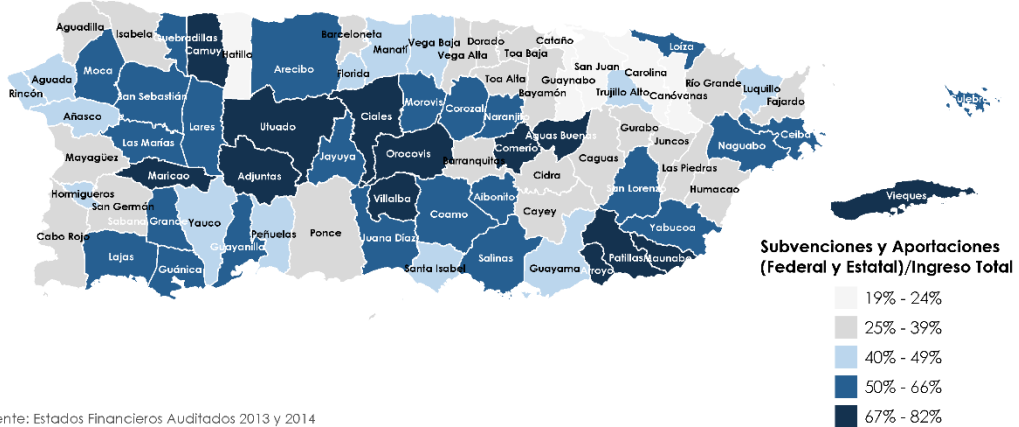 Aguadilla
Isabela
Quebradillas
Camuy
Hatillo
Barceloneta
Manatí
Vega Baja
Dorado
Vega Alta
Toa Baja
Cataño
San Juan
Loíza
Moca
Aguada
Rincón
Arecibo
Florida
Toa Alta
Guaynabo
Bayamón
Carolina
Trujillo Alto
Canóvanas
Río Grande
Luquillo
Fajardo
Culebra
San Sebastián
Añasco
Lares
Utuado
Ciales
Morovis
Corozal
Naranjito
Aguas Buenas
Comerío
Gurabo
Juncos
Naguabo
Ceiba
Las Marías
Mayagüez
Maricao
Adjuntas
Jayuya
Orocovis
Barranquitas
Cidra
Caguas
Las Piedras
Humacao
San Lorenzo
Hormigueros
San Germán
Sabana Grande
Yauco
Guayanilla
Peñuelas
Ponce
Villalba
Juana Díaz
Coamo
Aibonito
Cayey
Yabucoa
Vieques
Cabo Rojo
Lajas
Guánica
Santa Isabel
Salinas
Guayama
Arroyo
Patillas
Maunabo
Subvenciones y Aportaciones
(Federal y Estatal)/Ingreso Total
19% - 24%
25% - 39%
40% - 49%
50% - 66%
67% - 82%
ente: Estados Financieros Auditados 2013 y 2014